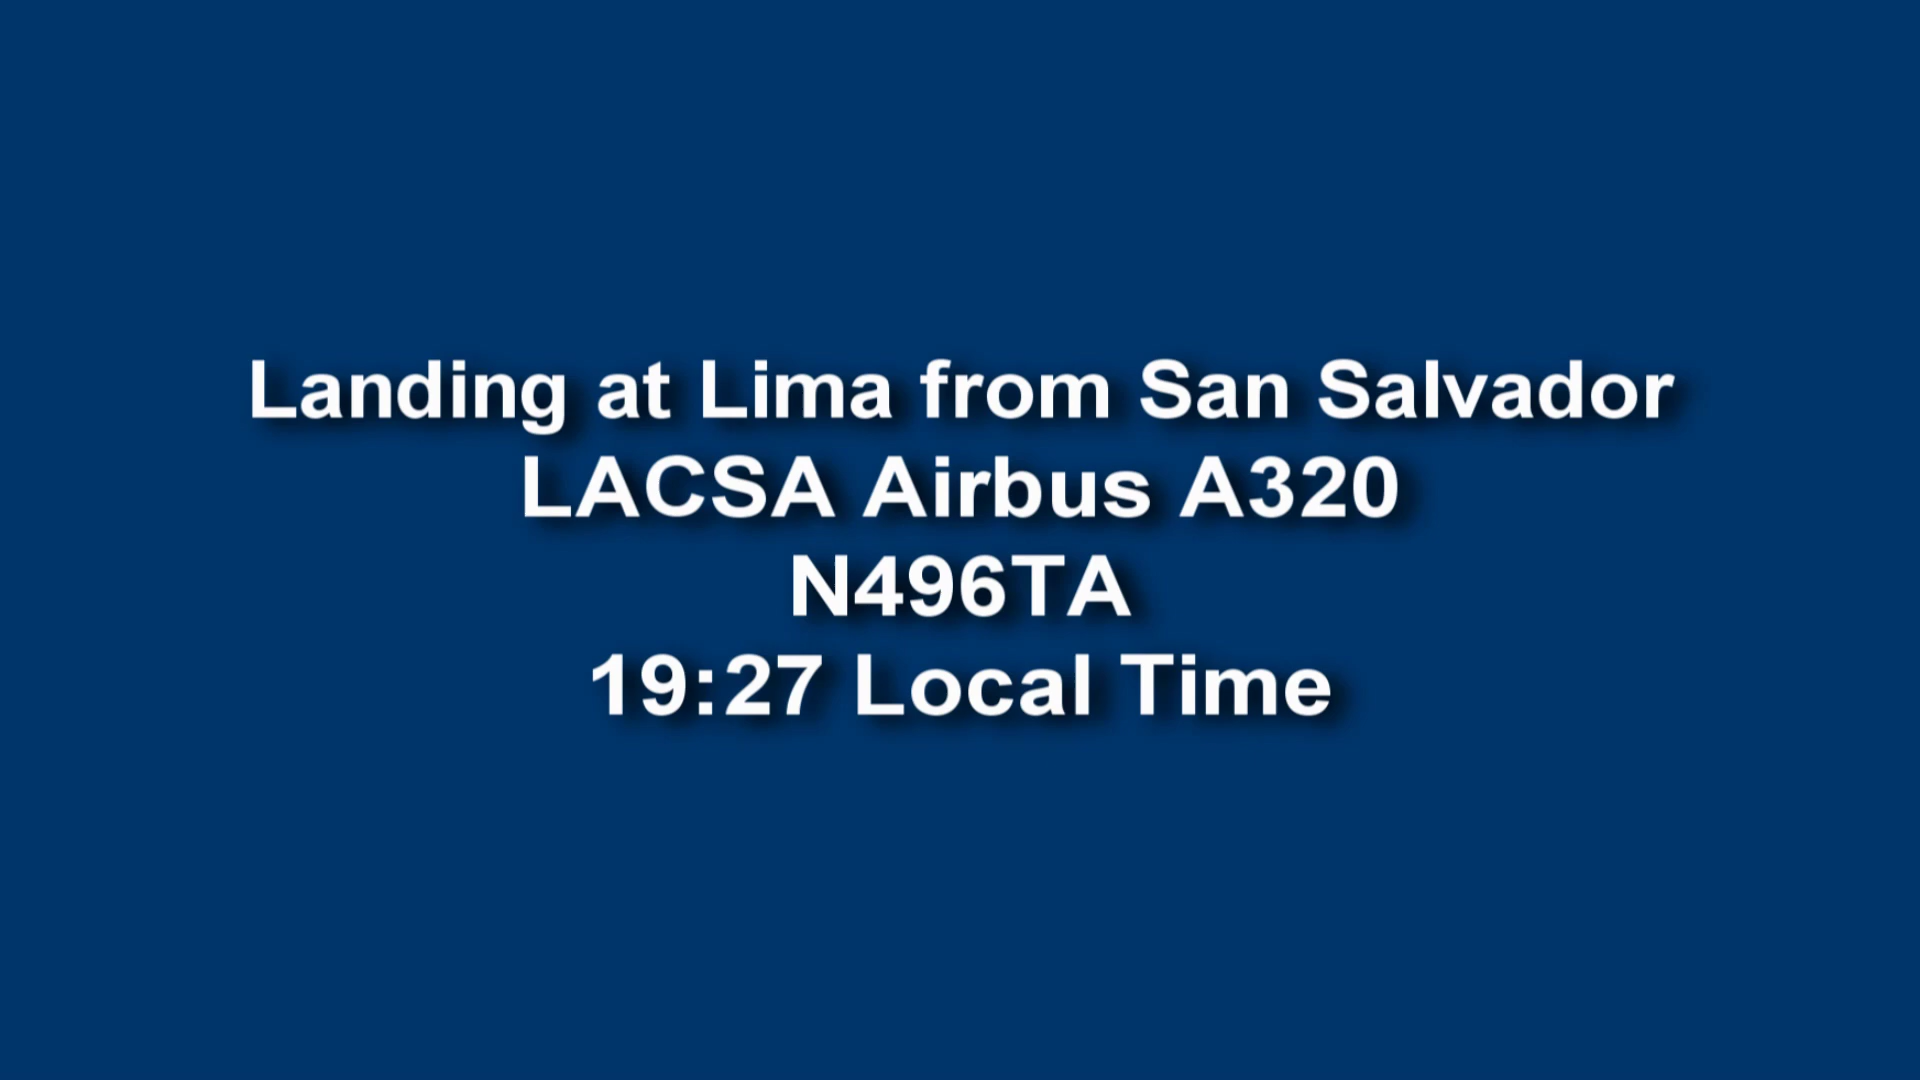 Landing at Lima from San Salvador
LACSA Airbus A320
N496TA
19:27 Local Time